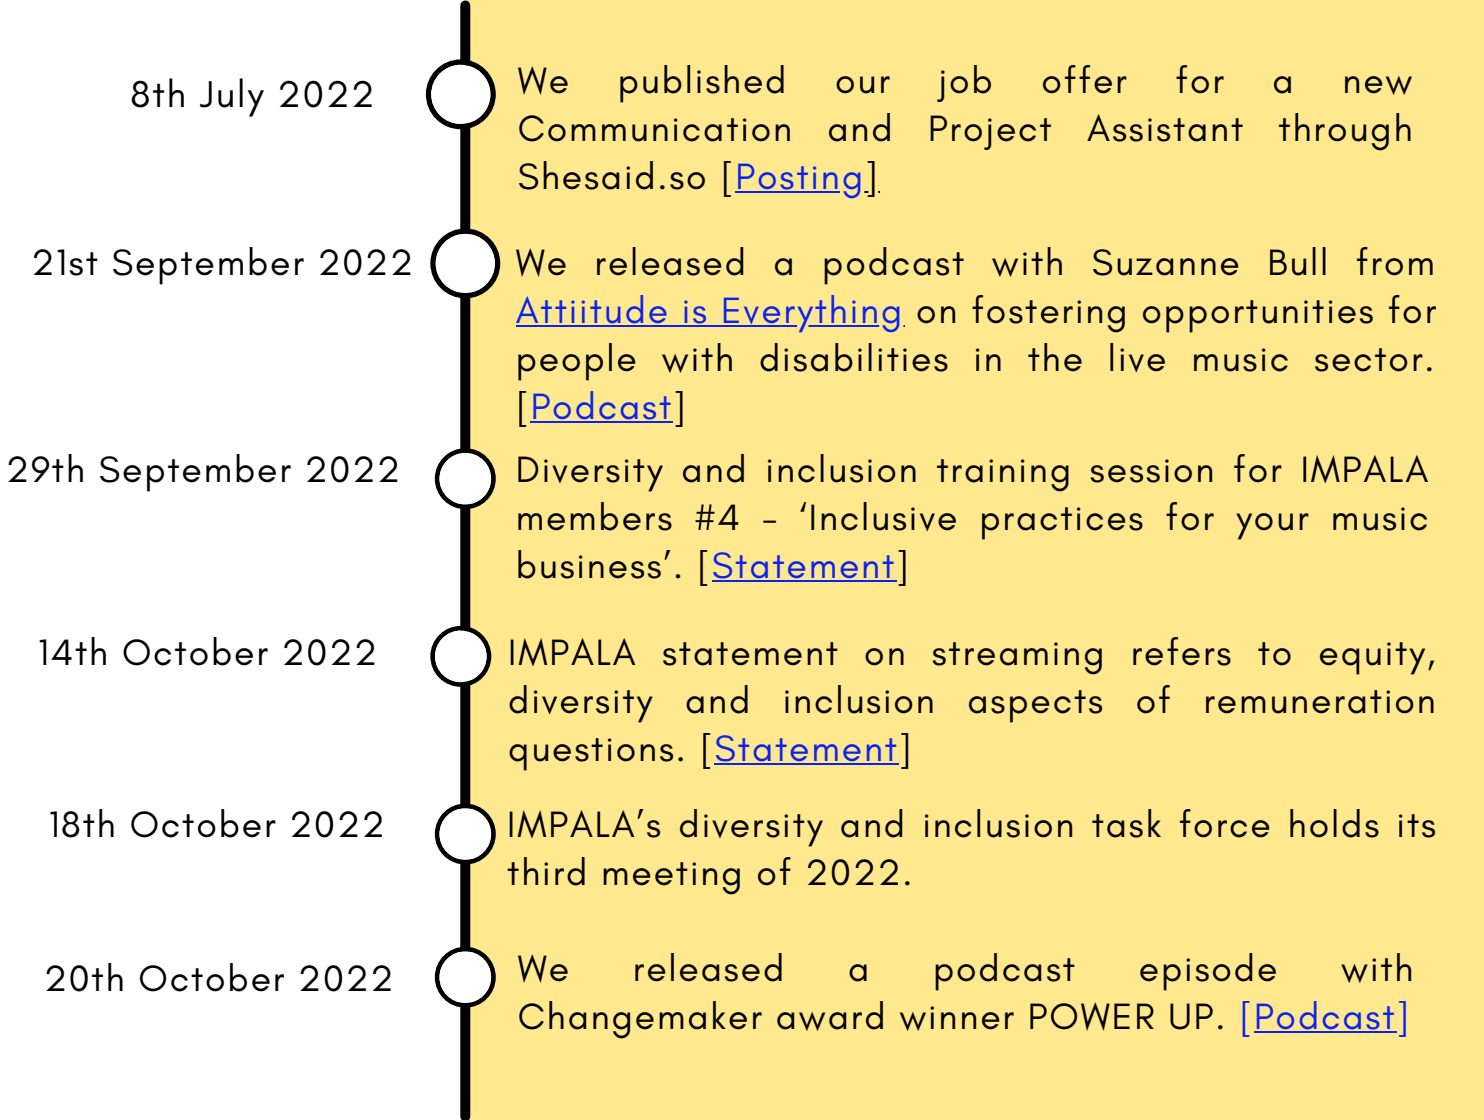 8th July 2022
We published our job offer for a new
Communication and Project Assistant through
Shesaid.so [Posting].
21st September 2022
We released a podcast with Suzanne Bull from
Attiitude is Everything on fostering opportunities for
people with disabilities in the live music sector.
[Podcast]
29th September 2022
Diversity and inclusion training session for IMPALA
members #4 – ‘Inclusive practices for your music
business’. [Statement]
14th October 2022
IMPALA statement on streaming refers to equity,
diversity and inclusion aspects of remuneration
questions. [Statement]
18th October 2022
IMPALA’s diversity and inclusion task force holds its
third meeting of 2022.
20th October 2022
We released a podcast episode with
Changemaker award winner POWER UP. [Podcast]